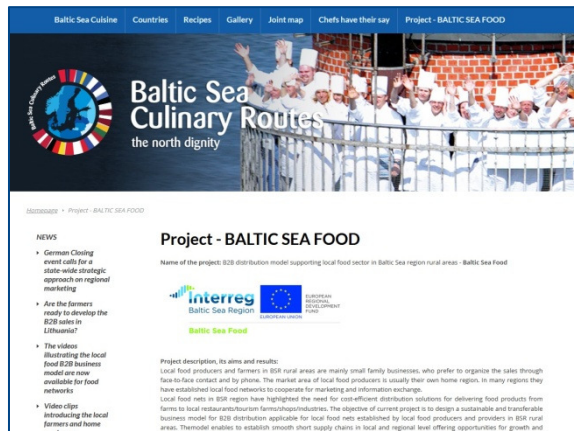 Baltic Sea Cuisine Countries Recipes Gallery Joint map Chefs have their say Project - BALTIC SEA FOOD
Baltic Sea Culinary Routes
Baltic Sea
Culinary Routes
the north dignity
Homepage • Project - BALTIC SEA FOOD
NEWS
German Closing
event calls for a
state-wide strategic
approach on regional
marketing
Are the farmers
ready to develop the
B2B sales in
Lithuania?
The videos
illustrating the local
food B2B business
model are now
available for food
networks
Video clips
introducing the local
farmers and home
Project - BALTIC SEA FOOD
Name of the project: B2B distribution model supporting local food sector in Baltic Sea region rural areas - Baltic Sea Food
Interreg
Baltic Sea Region
EUROPEAN UNION
EUROPEAN
REGIONAL
DEVELOPMENT
FUND
Baltic Sea Food
Project description, its aims and results:
Local food producers and farmers in BSR rural areas are mainly small family businesses, who prefer to organize the sales through
face-to-face contact and by phone. The market area of local food producers is usually their own home region. In many regions they
have established local food networks to cooperate for marketing and information exchange.
Local food nets in BSR region have highlighted the need for cost-efficient distribution solutions for delivering food products from
farms to local restaurants/tourism farms/shops/industries. The objective of current project is to design a sustainable and transferable
business model for B2B distribution applicable for local food nets established by local food producers and providers in BSR rural
areas. Themodel enables to establish smooth short supply chains in local and regional level offering opportunities for growth and